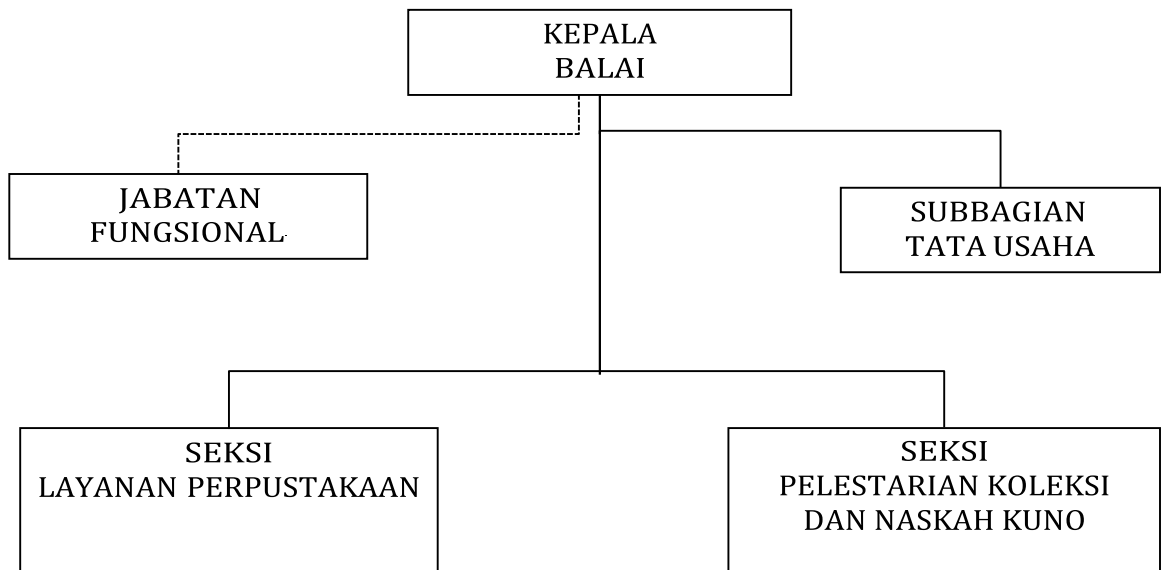 KEPALA
BALAI
JABATAN
FUNGSIONAL
SUBBAGIAN
TATA USAHA
SEKSI
LAYANAN PERPUSTAKAAN
SEKSI
PELESTARIAN KOLEKSI
DAN NASKAH KUNO